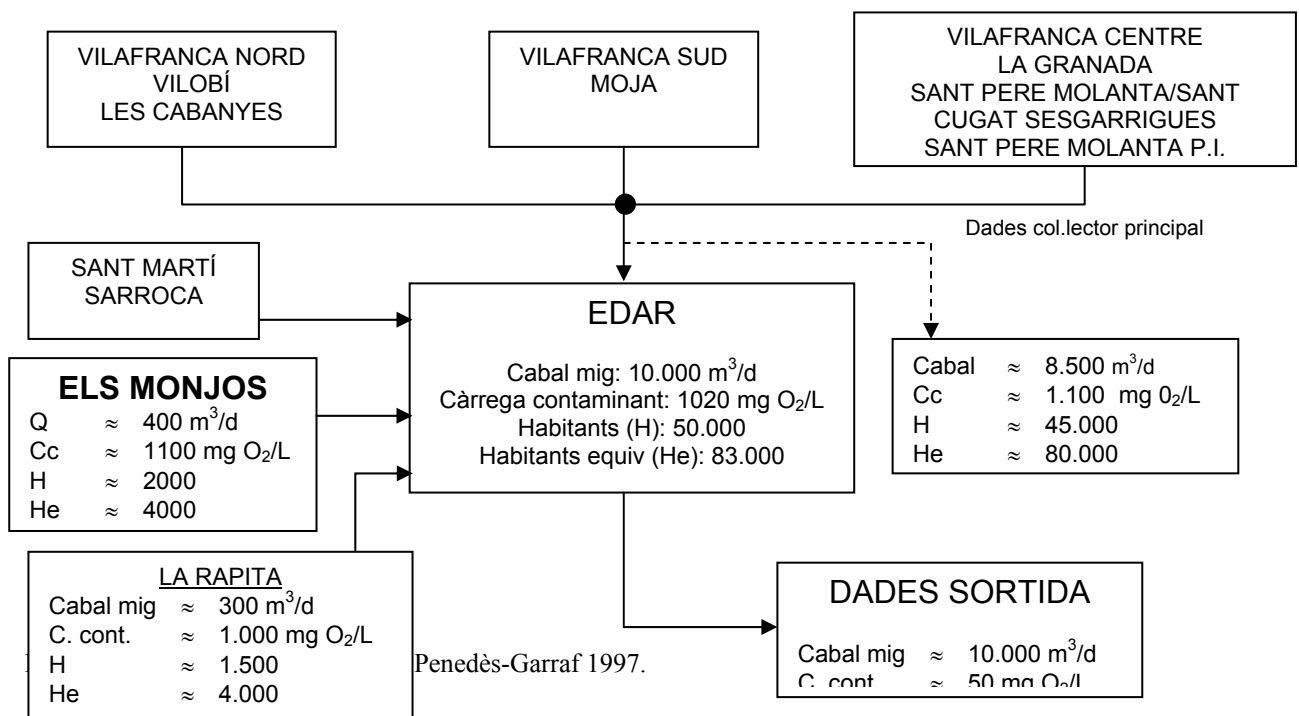 VILAFRANCA NORD
VILOBÍ
LES CABANYES
VILAFRANCA SUD
MOJA
VILAFRANCA CENTRE
LA GRANADA
SANT PERE MOLANTA/SANT
CUGAT SESGARRIGUES
SANT PERE MOLANTA P.I.
Dades col.lector principal
SANT MARTÍ
SARROCA
EDAR
Cabal mig: 10.000 m³/d
Càrrega contaminant: 1020 mg O₂/L
Habitants (H): 50.000
Habitants equiv (He): 83.000
Cabal ≈ 8.500 m³/d
Cc ≈ 1.100 mg 0₂/L
H ≈ 45.000
He ≈ 80.000
ELS MONJOS
Q ≈ 400 m³/d
Cc ≈ 1100 mg O₂/L
H ≈ 2000
He ≈ 4000
LA RAPITA
Cabal mig ≈ 300 m³/d
C. cont. ≈ 1.000 mg O₂/L
H ≈ 1.500
He ≈ 4.000
Penedès-Garraf 1997.
DADES SORTIDA
Cabal mig ≈ 10.000 m³/d
C. cont ≈ 50 mg O₂/L